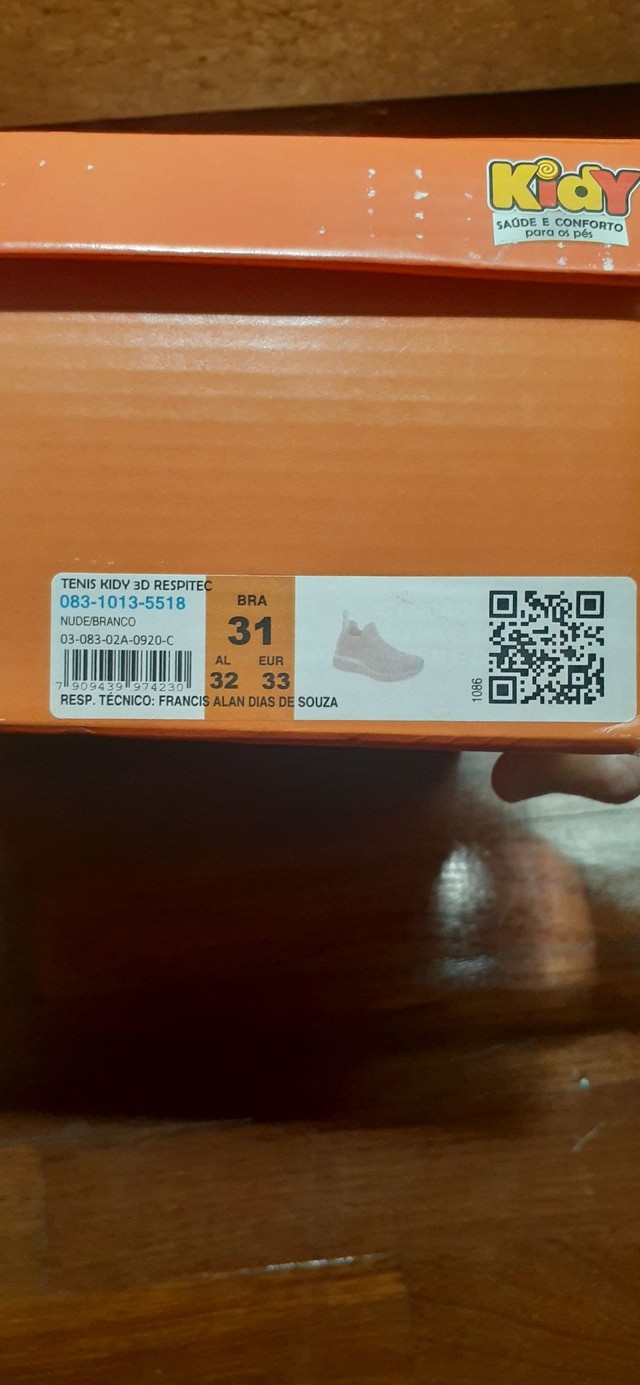 KidY
SAÚDE E CONFORTO
para os pés
TENIS KIDY 3D RESPITEC
083-1013-5518
NUDE/BRANCO
03-083-02A-0920-C
7 909439 974230
BRA
31
AL EUR
32 33
RESP. TÉCNICO: FRANCIS ALAN DIAS DE SOUZA
1086